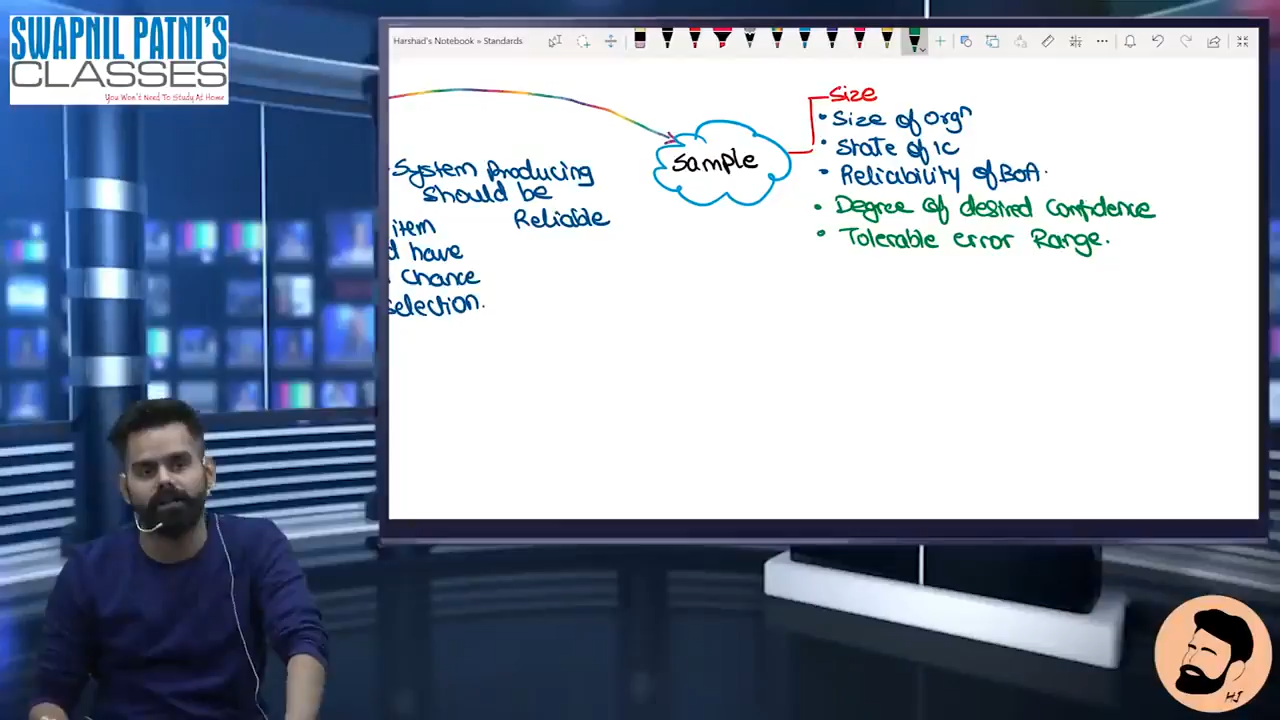 SWAPNIL PATNI'S
CLASSES
You Won't Need To Study At Home
Harshad's Notebook » Standards
System Producing
should be
Reliable
item
have
chance
selection.
Sample
Size
• Size of Orgⁿ
• State of IC
• Reliability of BOA.
• Degree of desired confidence
• Tolerable error Range.
HJ